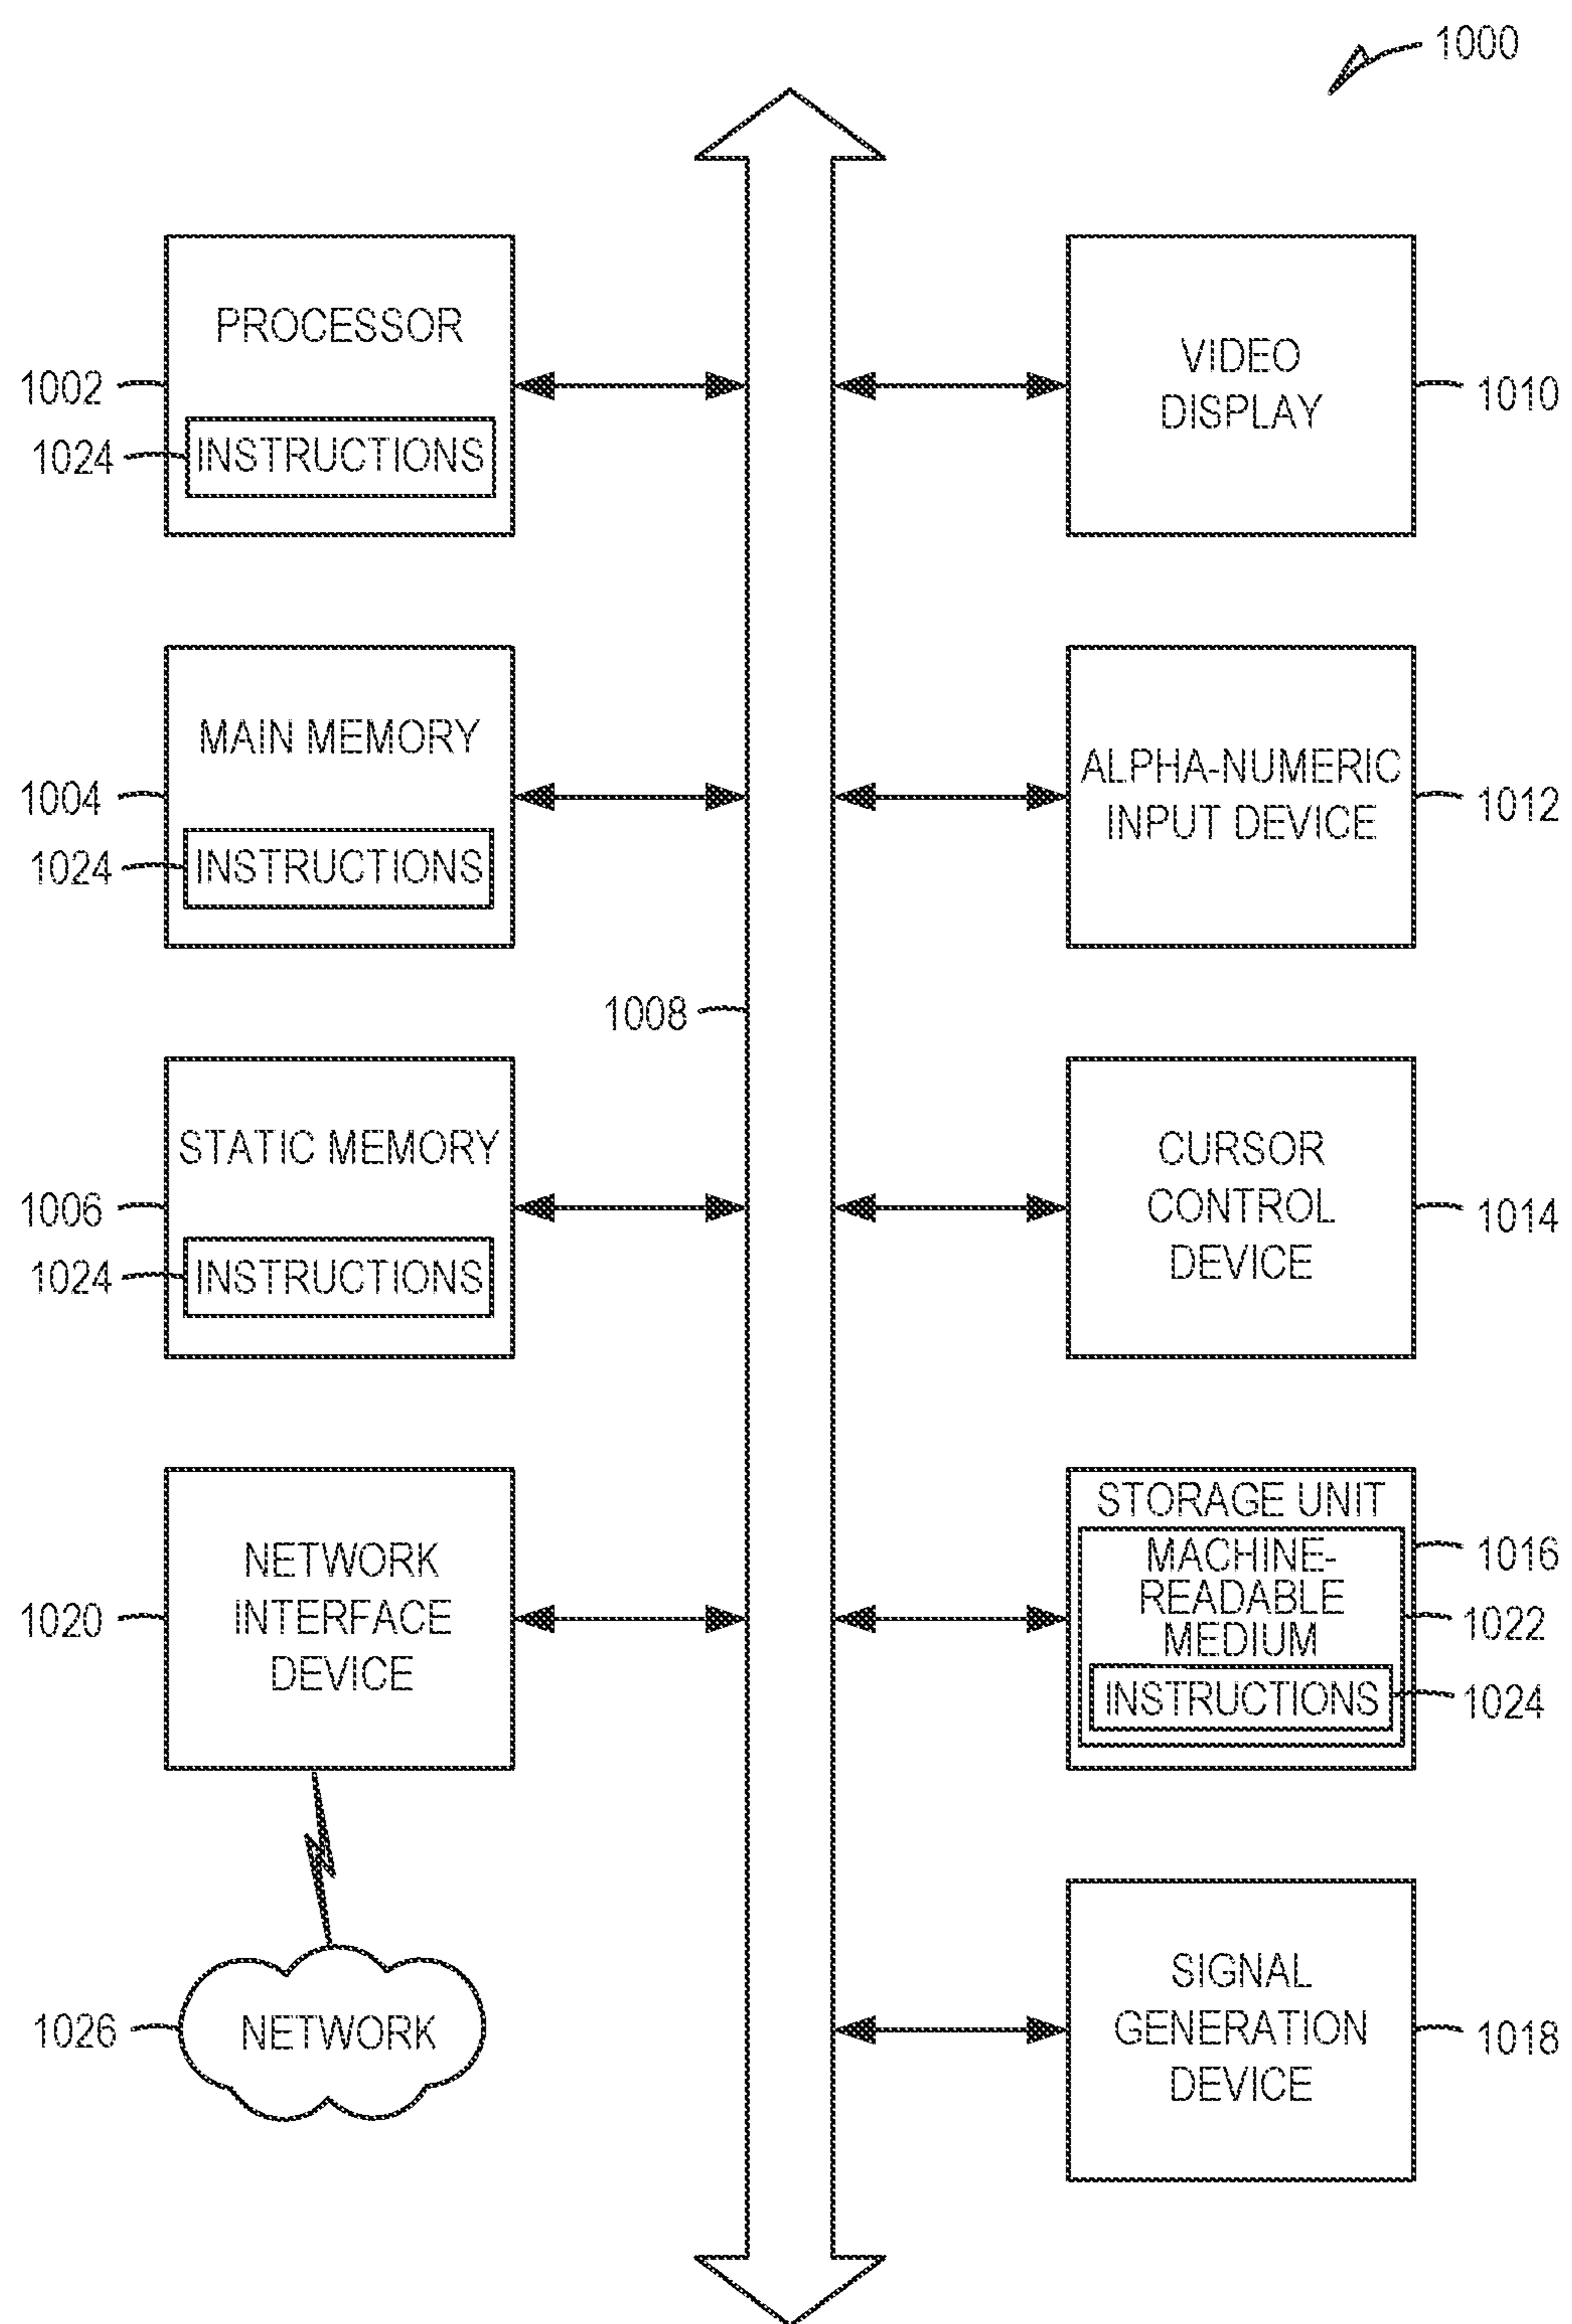 1000
PROCESSOR
1002
1024
INSTRUCTIONS
VIDEO
DISPLAY
1010
MAIN MEMORY
1004
1024
INSTRUCTIONS
ALPHA-NUMERIC
INPUT DEVICE
1012
1008
STATIC MEMORY
1006
1024
INSTRUCTIONS
CURSOR
CONTROL
DEVICE
1014
NETWORK
INTERFACE
DEVICE
1020
STORAGE UNIT
MACHINE-
READABLE
MEDIUM
INSTRUCTIONS
1016
1022
1024
1026
NETWORK
SIGNAL
GENERATION
DEVICE
1018